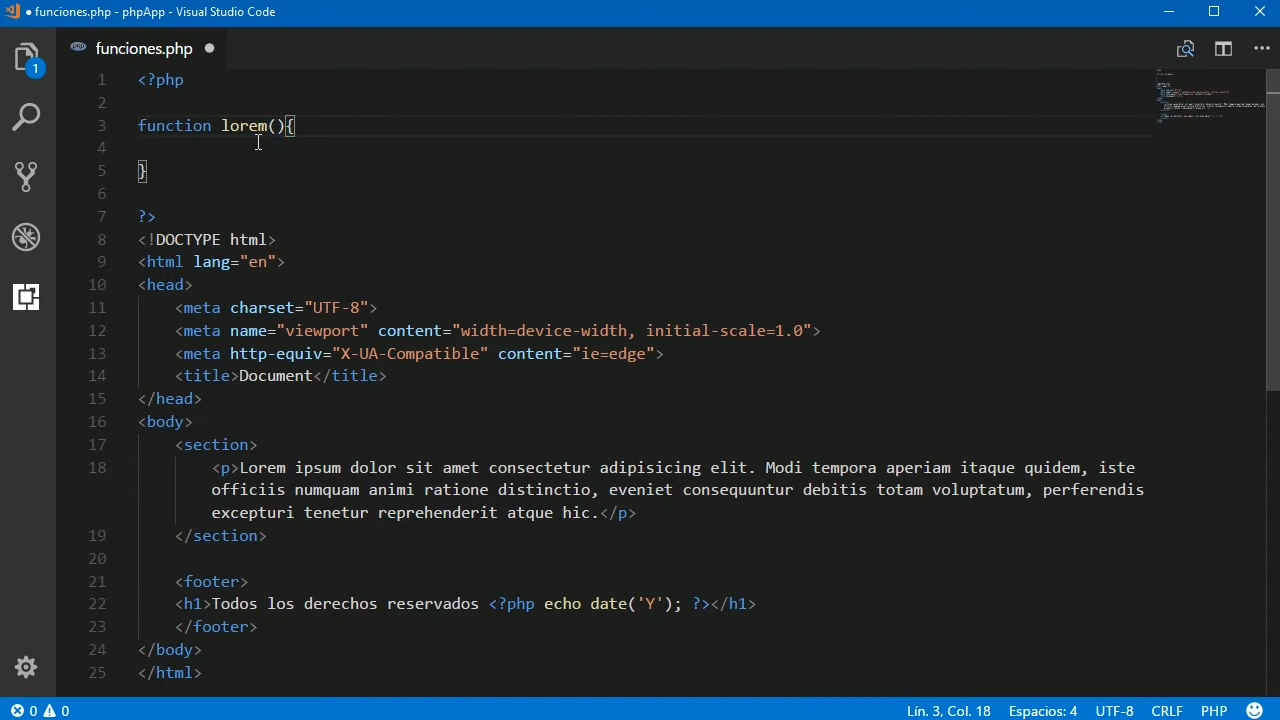 ● funciones.php - phpApp - Visual Studio Code
funciones.php ●
1
1 <?php
2
3 function lorem(){
4
5 }
6
7 ?>
8 <!DOCTYPE html>
9 <html lang="en">
10 <head>
11 <meta charset="UTF-8">
12 <meta name="viewport" content="width=device-width, initial-scale=1.0">
13 <meta http-equiv="X-UA-Compatible" content="ie=edge">
14 <title>Document</title>
15 </head>
16 <body>
17 <section>
18 <p>Lorem ipsum dolor sit amet consectetur adipisicing elit. Modi tempora aperiam itaque quidem, iste
officiis numquam animi ratione distinctio, eveniet consequuntur debitis totam voluptatum, perferendis
excepturi tenetur reprehenderit atque hic.</p>
19 </section>
20
21 <footer>
22 <h1>Todos los derechos reservados <?php echo date('Y'); ?></h1>
23 </footer>
24 </body>
25 </html>
0 0 Lín. 3, Col. 18 Espacios: 4 UTF-8 CRLF PHP